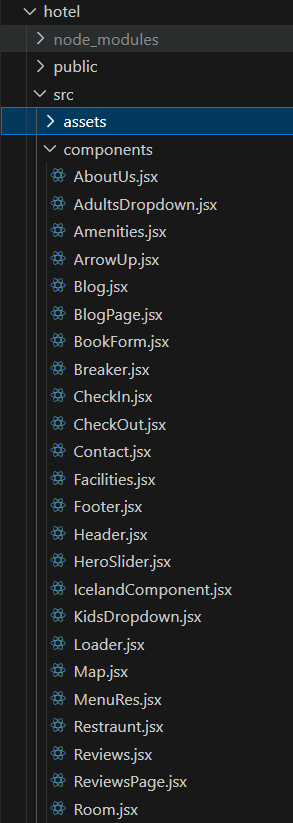 hotel
node_modules
public
src
assets
components
AboutUs.jsx
AdultsDropdown.jsx
Amenities.jsx
ArrowUp.jsx
Blog.jsx
BlogPage.jsx
BookForm.jsx
Breaker.jsx
CheckIn.jsx
CheckOut.jsx
Contact.jsx
Facilities.jsx
Footer.jsx
Header.jsx
HeroSlider.jsx
IcelandComponent.jsx
KidsDropdown.jsx
Loader.jsx
Map.jsx
MenuRes.jsx
Restraunt.jsx
Reviews.jsx
ReviewsPage.jsx
Room.jsx